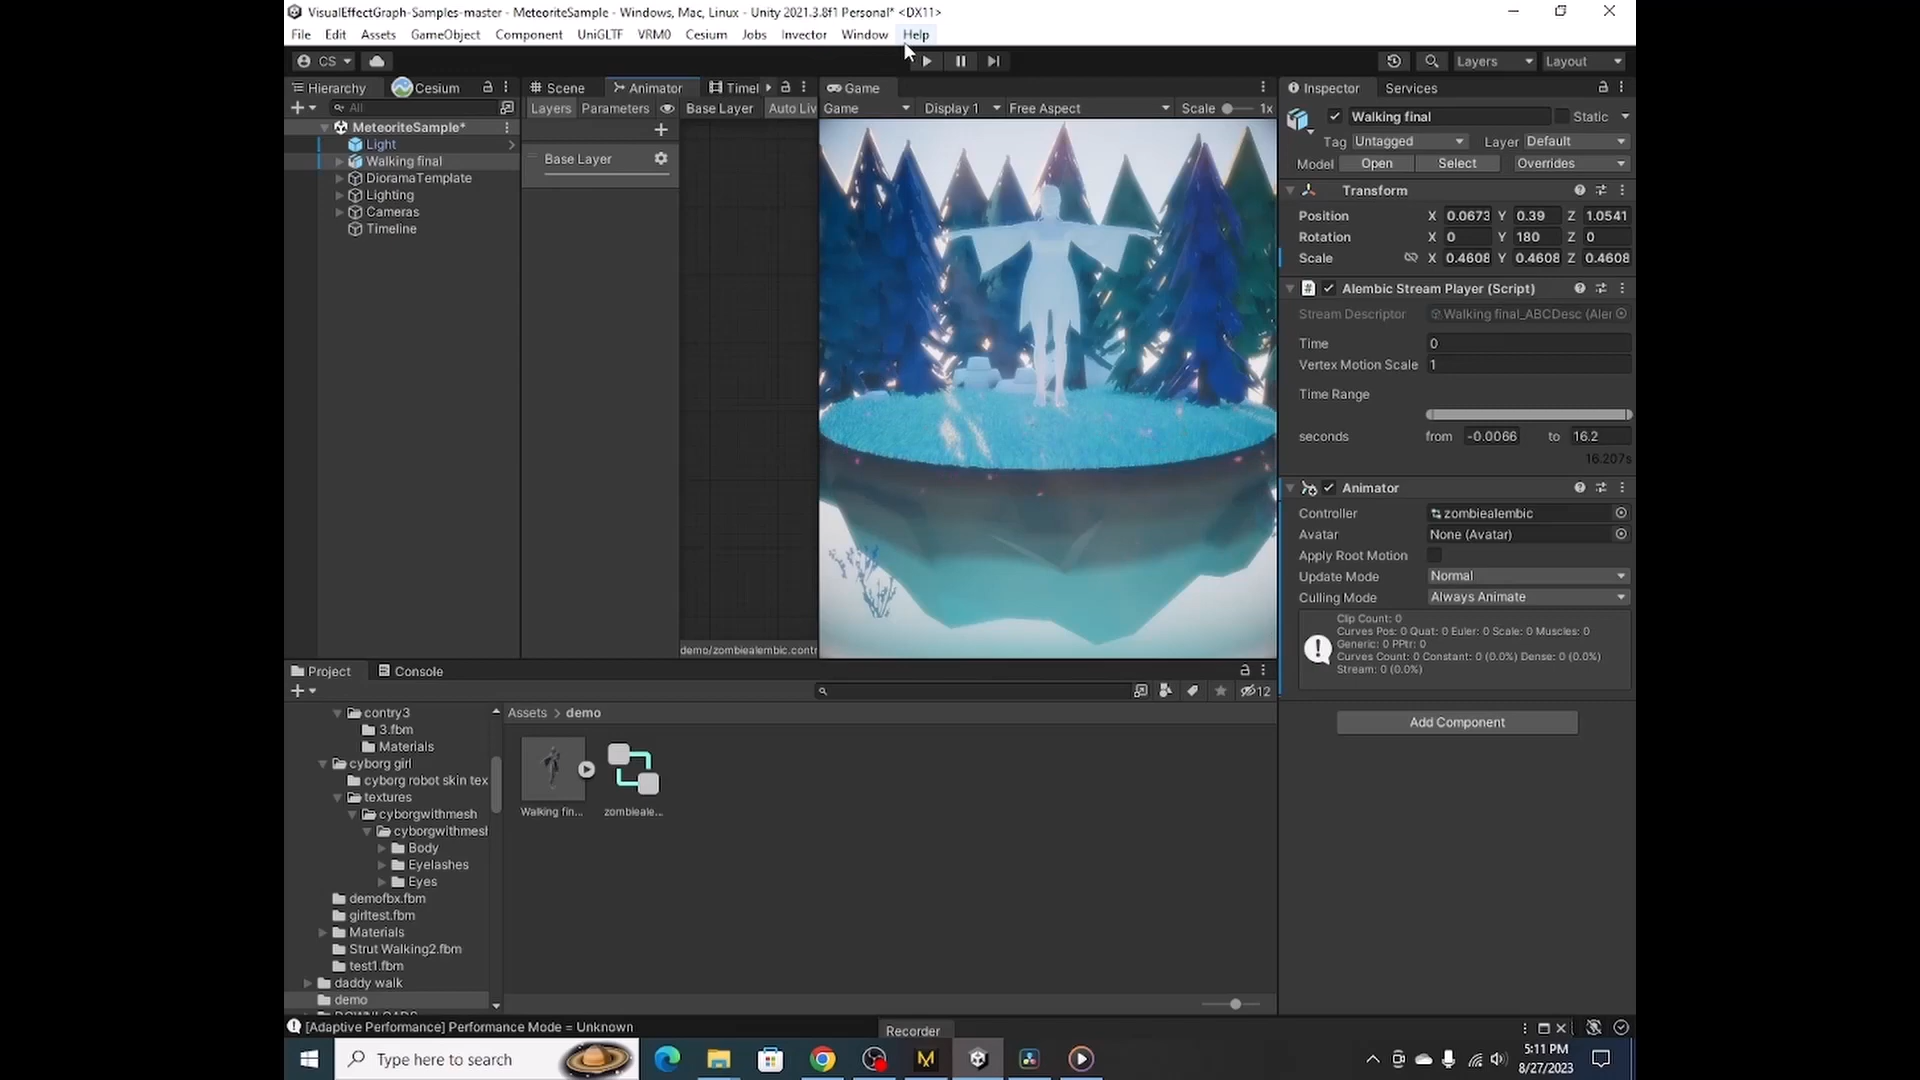 VisualEffectGraph-Samples-master - MeteoriteSample - Windows, Mac, Linux - Unity 2021.3.8f1 Personal* <DX11>
File Edit Assets GameObject Component UniGLTF VRM0 Cesium Jobs Invector Window Help
CS Layers Layout
Hierarchy Cesium Scene Animator Timel Game Inspector Services
All Layers Parameters Base Layer Auto Liv Game Display 1 Free Aspect Scale 1x
MeteoriteSample*
Light
Walking final
DioramaTemplate
Lighting
Cameras
Timeline
Base Layer
demo/zombiealembic.contr
Walking final Static
Tag Untagged Layer Default
Model Open Select Overrides
Transform
Position X 0.0673 Y 0.39 Z 1.0541
Rotation X 0 Y 180 Z 0
Scale X 0.4608 Y 0.4608 Z 0.4608
Alembic Stream Player (Script)
Stream Descriptor Walking final_ABCDesc (Aler
Time 0
Vertex Motion Scale 1
Time Range
seconds from -0.0066 to 16.2
16.207s
Animator
Controller zombiealembic
Avatar None (Avatar)
Apply Root Motion
Update Mode Normal
Culling Mode Always Animate
Clip Count: 0
Curves Pos: 0 Quat: 0 Euler: 0 Scale: 0 Muscles: 0
Generic: 0 PPtr: 0
Curves Count: 0 Constant: 0 (0.0%) Dense: 0 (0.0%)
Stream: 0 (0.0%)
Add Component
Project Console
12
contry3
3.fbm
Materials
cyborg girl
cyborg robot skin tex
textures
cyborgwithmesh
cyborgwithmesh
Body
Eyelashes
Eyes
demofbx.fbm
girltest.fbm
Materials
Strut Walking2.fbm
test1.fbm
daddy walk
demo
Assets > demo
Walking fin... zombieale...
[Adaptive Performance] Performance Mode = Unknown
Recorder
Type here to search
5:11 PM
8/27/2023